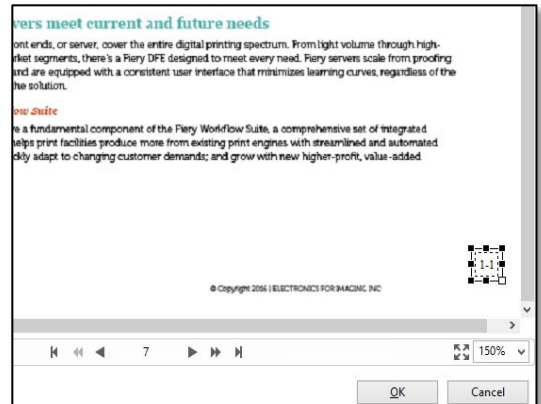 vers meet current and future needs
ont ends, or server, cover the entire digital printing spectrum. From light volume through high-
rket segments, there's a Fiery DFE designed to meet every need. Fiery servers scale from proofing
and are equipped with a consistent user interface that minimizes learning curves, regardless of the
he solution.
ow Suite
e a fundamental component of the Fiery Workflow Suite, a comprehensive set of integrated
helps print facilities produce more from existing print engines with streamlined and automated
ckly adapt to changing customer demands; and grow with new higher-profit, value-added
1-1
© Copyright 2016 | ELECTRONICS FOR IMAGING, INC
7
150%
OK
Cancel